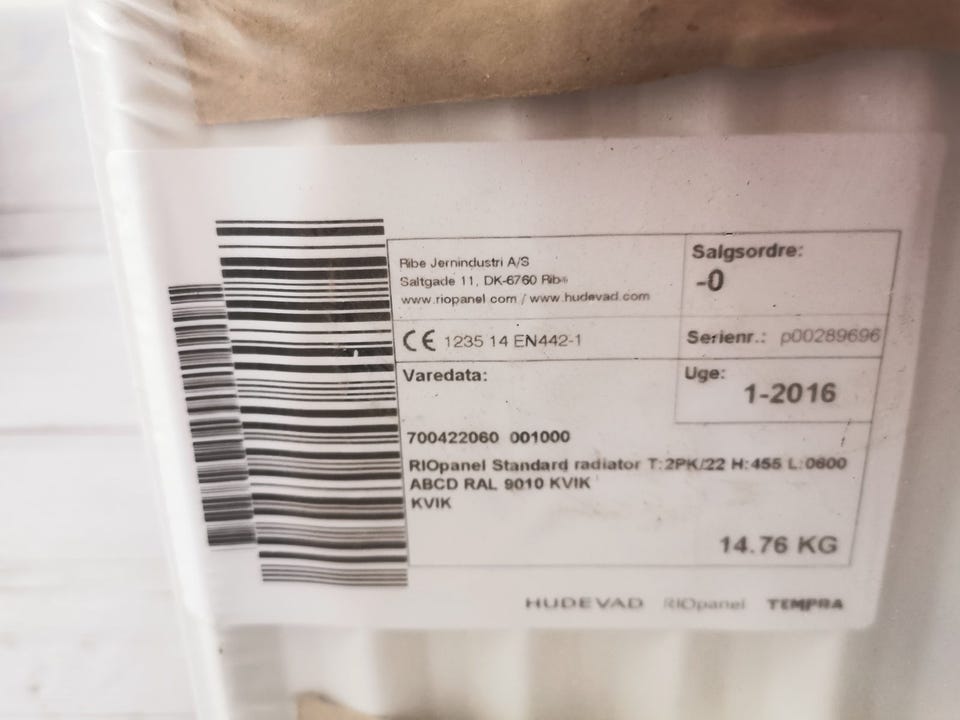 Ribe Jernindustri A/S
Saltgade 11, DK-6760 Ribe
www.riopanel.com / www.hudevad.com
Salgsordre:
-0
CE 1235 14 EN442-1
Serienr.: p00289696
Varedata:
Uge:
1-2016
700422060 001000
RIOpanel Standard radiator T:2PK/22 H:455 L:0600
ABCD RAL 9010 KVIK
KVIK
14.76 KG
HUDEVAD RIOpanel TEMPRA